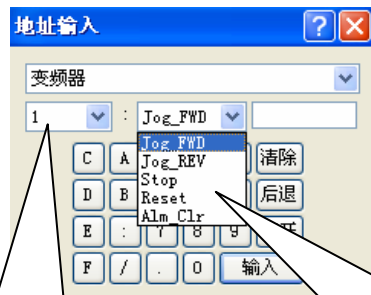 地址输入
变频器
1 : Jog_FWD
Jog_FWD
Jog_REV
Stop
Reset
Alm_Clr
C A 清除
D B 后退
E : 7 8 9
F / . 0 输入